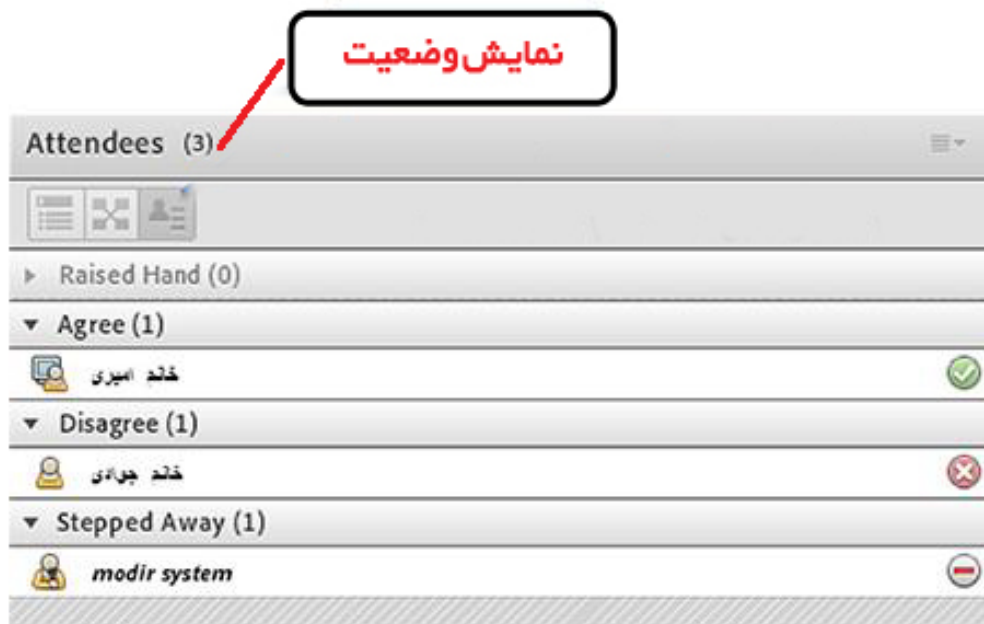 نمایش وضعیت
Attendees (3)
Raised Hand (0)
Agree (1)
خانم امیری
Disagree (1)
خانم جوادی
Stepped Away (1)
modir system